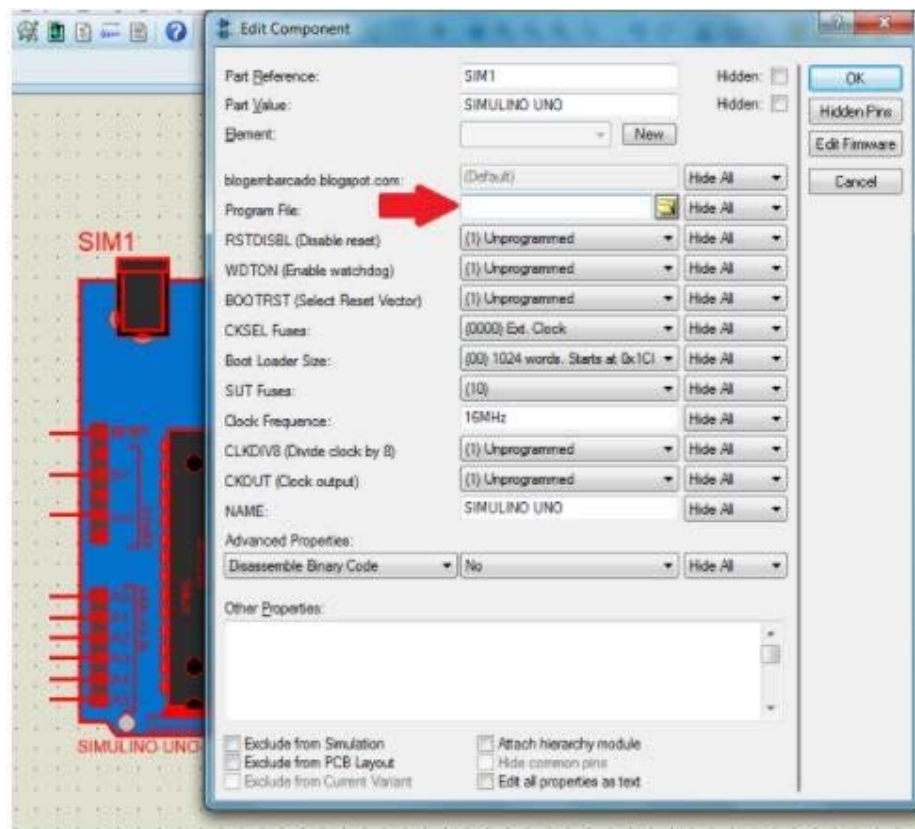 Edit Component
Part Reference: SIM1 Hidden: OK
Part Value: SIMULINO UNO Hidden: Hidden Pins
Element: New Edit Firmware
blogembarcado.blogspot.com: (Default) Hide All Cancel
Program File: Hide All
SIM1
RSTDISBL (Disable reset) (1) Unprogrammed Hide All
WDTON (Enable watchdog) (1) Unprogrammed Hide All
BOOTRST (Select Reset Vector) (1) Unprogrammed Hide All
CKSEL Fuses: (0000) Ext. Clock Hide All
Boot Loader Size: (00) 1024 words. Starts at 0x1C Hide All
SUT Fuses: (10) Hide All
Clock Frequence: 16MHz Hide All
CLKDIV8 (Divide clock by 8) (1) Unprogrammed Hide All
CKOUT (Clock output) (1) Unprogrammed Hide All
NAME: SIMULINO UNO Hide All
Advanced Properties:
Disassemble Binary Code No Hide All
Other Properties:
SIMULINO UNO
Exclude from Simulation Attach hierarchy module
Exclude from PCB Layout Hide common pins
Exclude from Current Variant Edit all properties as text